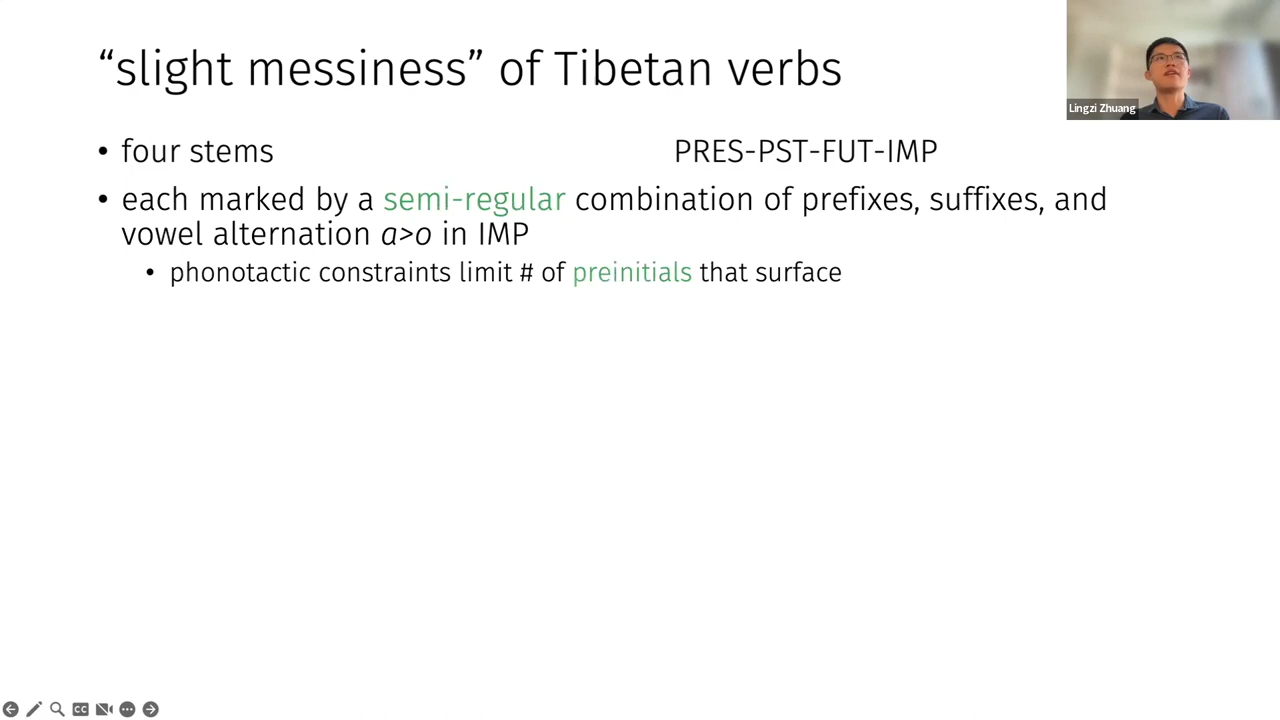 “slight messiness” of Tibetan verbs
Lingzi Zhuang
• four stems PRES-PST-FUT-IMP
• each marked by a semi-regular combination of prefixes, suffixes, and
vowel alternation a>o in IMP
• phonotactic constraints limit # of preinitials that surface
CC